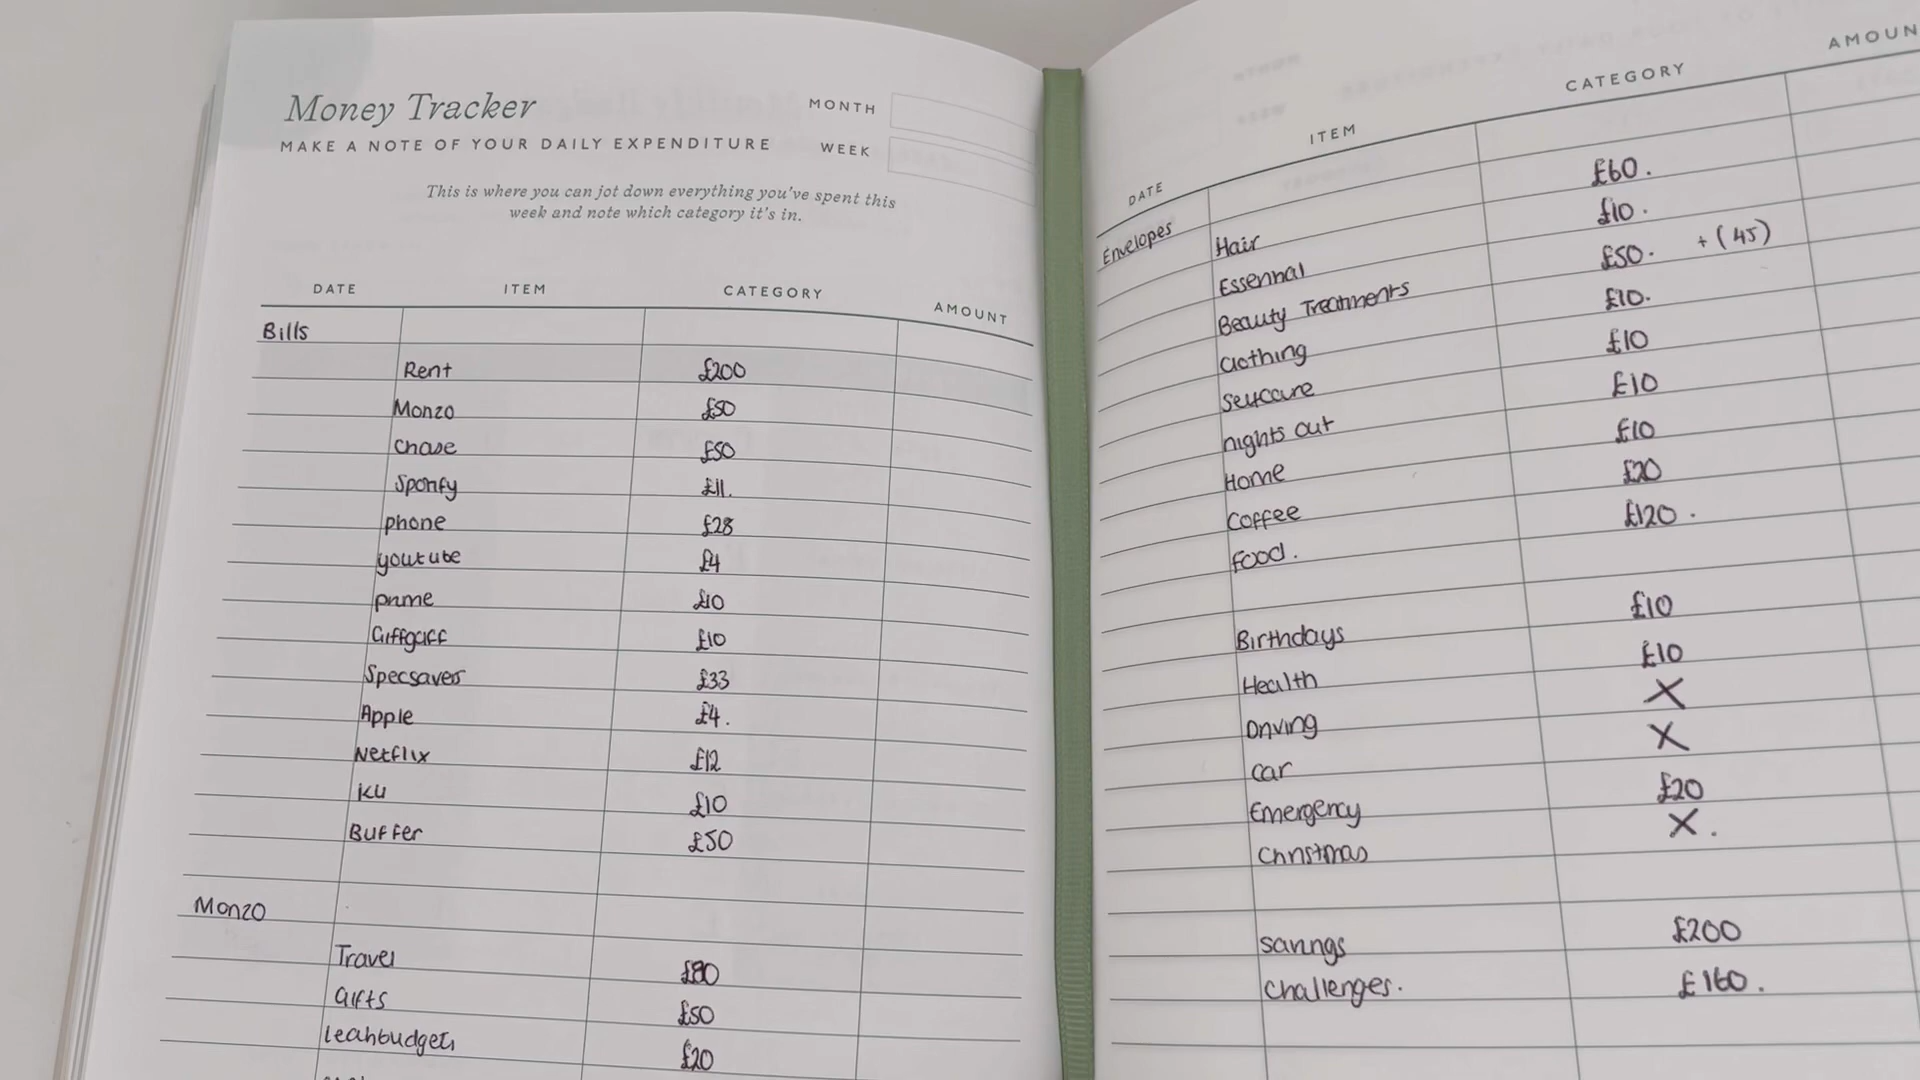 Money Tracker
MONTH
MAKE A NOTE OF YOUR DAILY EXPENDITURE
WEEK
This is where you can jot down everything you've spent this
week and note which category it's in.
DATE ITEM CATEGORY AMOUNT
Bills
Rent £200
Monzo £50
Chase £50
Spotify £11.
phone £28
youtube £4
prime £10
Giffgaff £10
Specsavers £33
Apple £4.
Netflix £12
KU £10
Buffer £50
Monzo
Travel £80
Gifts £50
leahbudgets £20
DATE ITEM CATEGORY AMOUN
Envelopes
Hair £60.
Essential £10.
Beauty Treatments £50. + (45)
Clothing £10.
Selfcare £10
nights out £10
Home £10
Coffee £20
Food. £120.
Birthdays £10
Health £10
Driving X
Car X
Emergency £20
Christmas X.
Savings £200
Challenges. £160.